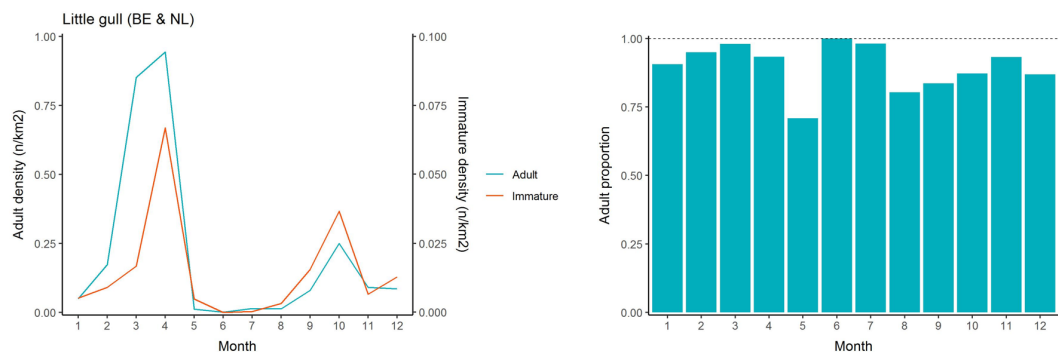 Little gull (BE & NL)
1.00
0.75
0.50
0.25
0.00
Adult density (n/km2)
0.100
0.075
0.050
0.025
0.000
Immature density (n/km2)
1 2 3 4 5 6 7 8 9 10 11 12
Month
Adult
Immature
1.00
0.75
0.50
0.25
0.00
Adult proportion
1 2 3 4 5 6 7 8 9 10 11 12
Month